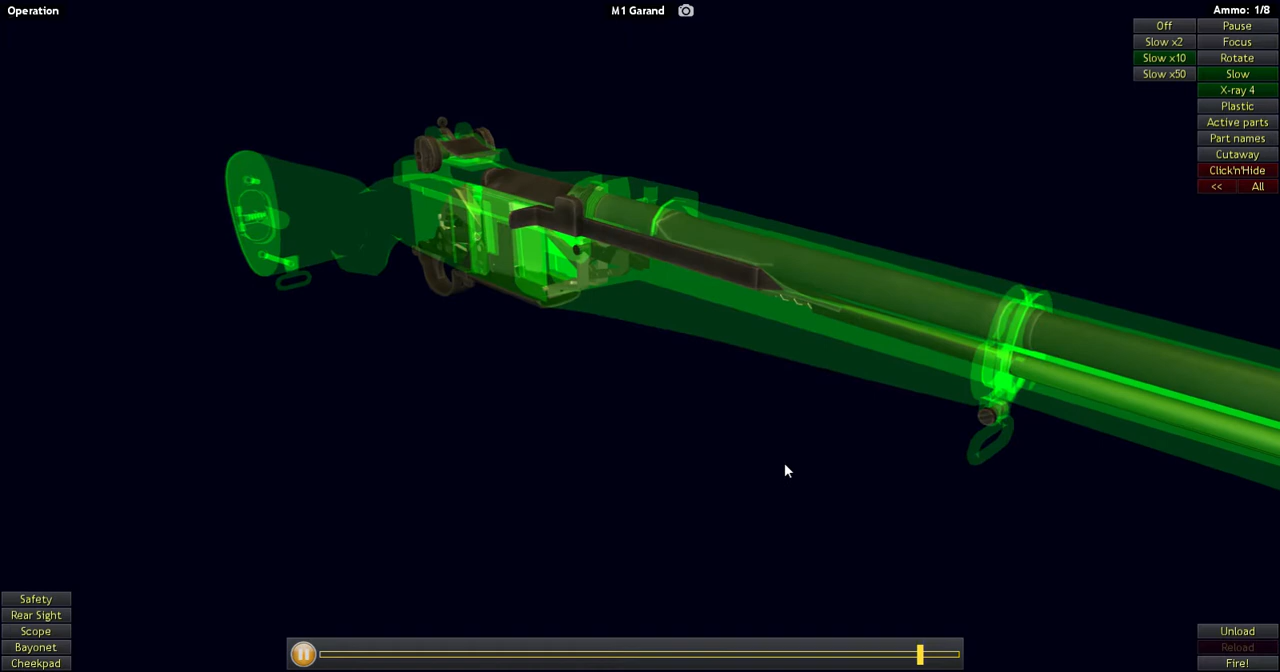 Operation
M1 Garand
Ammo: 1/8
Off
Pause
Slow x2
Focus
Slow x10
Rotate
Slow x50
Slow
X-ray 4
Plastic
Active parts
Part names
Cutaway
Click'n'Hide
<< All
Safety
Rear Sight
Scope
Bayonet
Cheekpad
Unload
Reload
Fire!